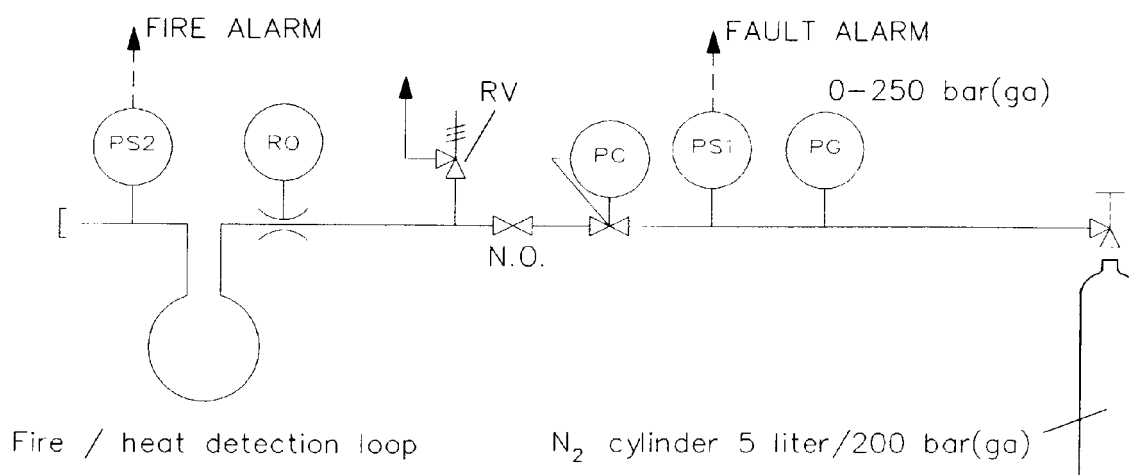 FIRE ALARM
FAULT ALARM
0-250 bar(ga)
RV
PS2
RO
PC
PS1
PG
N.O.
Fire / heat detection loop
N₂ cylinder 5 liter/200 bar(ga)